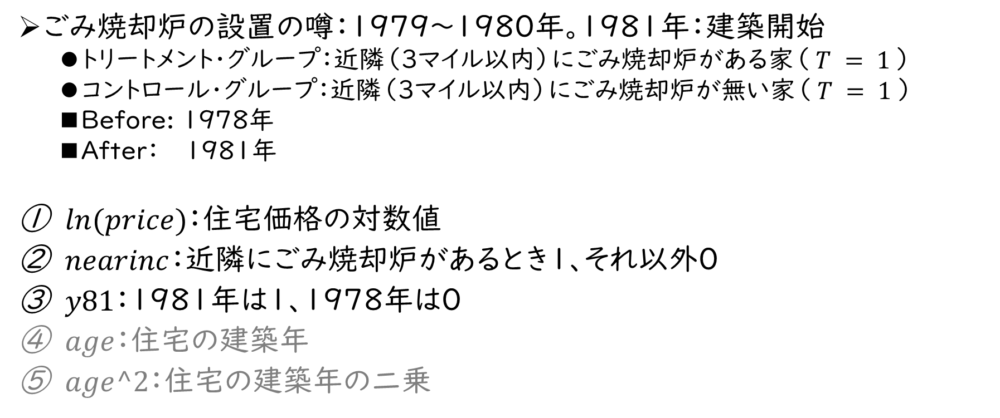 ➢ごみ焼却炉の設置の噂：1979～1980年。1981年：建築開始
●トリートメント・グループ：近隣（3マイル以内）にごみ焼却炉がある家（T = 1）
●コントロール・グループ：近隣（3マイル以内）にごみ焼却炉が無い家（T = 1）
■Before: 1978年
■After： 1981年
① ln(price)：住宅価格の対数値
② nearinc：近隣にごみ焼却炉があるとき1、それ以外0
③ y81：1981年は1、1978年は0
④ age：住宅の建築年
⑤ age^2：住宅の建築年の二乗